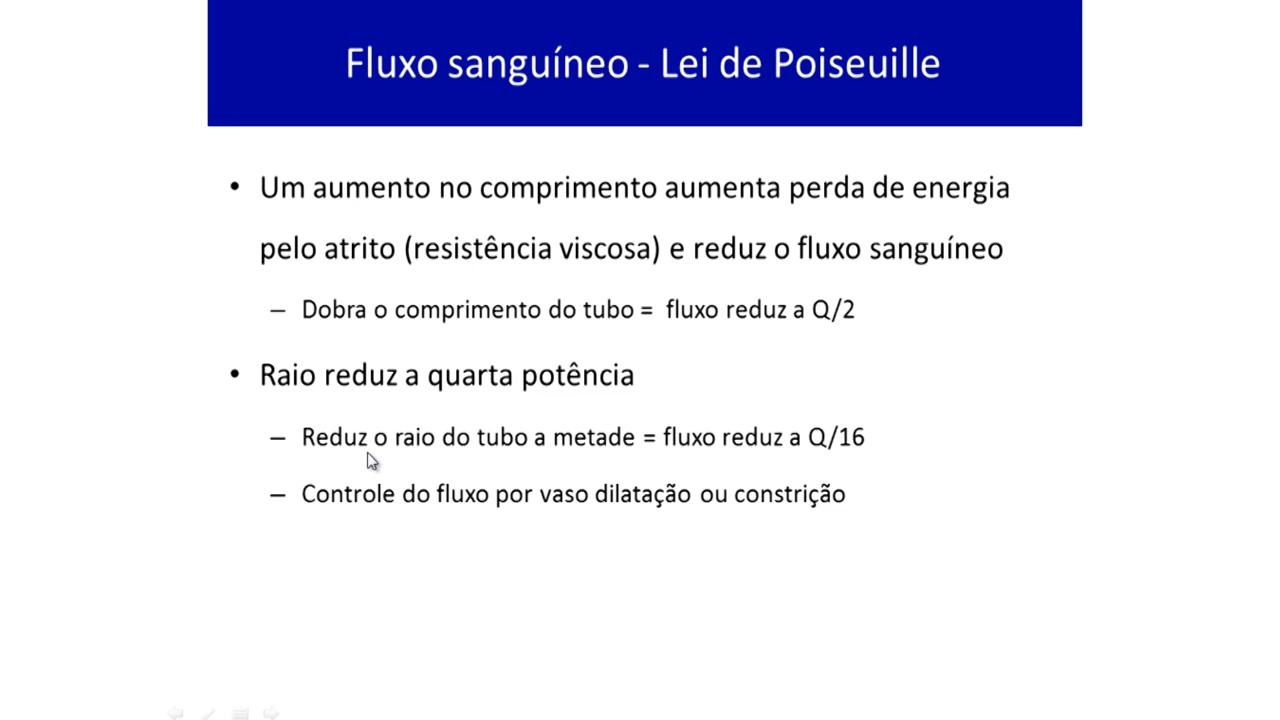 Fluxo sanguíneo - Lei de Poiseuille
• Um aumento no comprimento aumenta perda de energia
pelo atrito (resistência viscosa) e reduz o fluxo sanguíneo
– Dobra o comprimento do tubo = fluxo reduz a Q/2
• Raio reduz a quarta potência
– Reduz o raio do tubo a metade = fluxo reduz a Q/16
– Controle do fluxo por vaso dilatação ou constrição